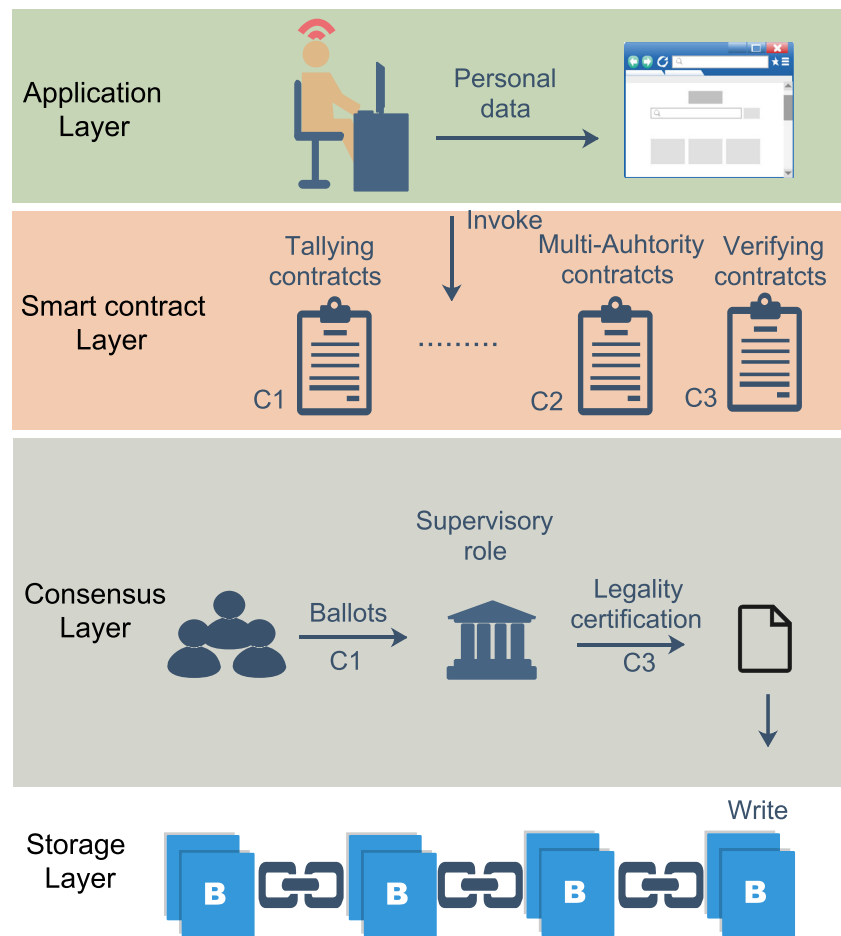 Application
Layer
Personal
data
Invoke
Smart contract
Layer
Tallying
contratcts
Multi-Auhtority
contratcts
Verifying
contratcts
.........
C1
C2
C3
Consensus
Layer
Ballots
C1
Supervisory
role
Legality
certification
C3
Write
Storage
Layer
B
B
B
B